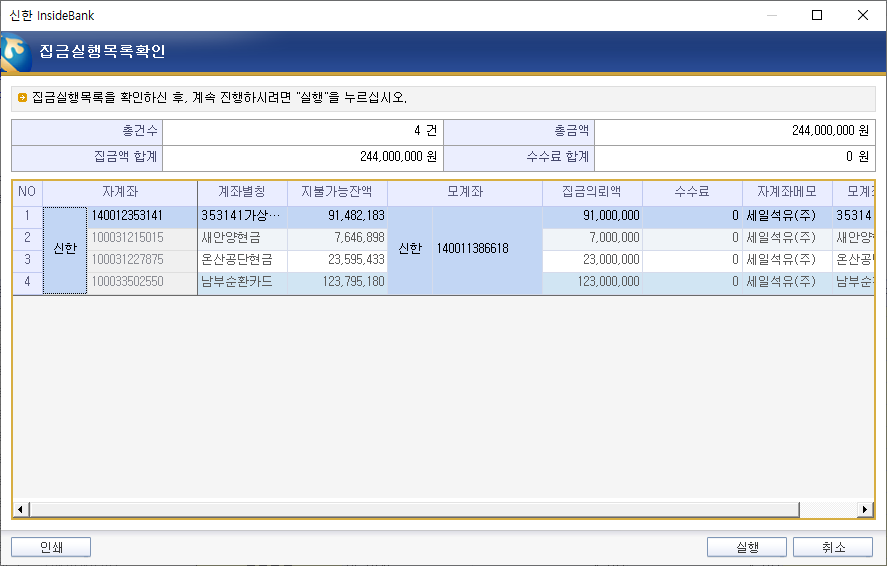 신한 InsideBank
집금실행목록확인
집금실행목록을 확인하신 후, 계속 진행하시려면 "실행"을 누르십시오.
총건수 4 건 총금액 244,000,000 원
집금액 합계 244,000,000 원 수수료 합계 0 원
NO 자계좌 계좌별칭 지불가능잔액 모계좌 집금의뢰액 수수료 자계좌메모 모계좌
1 신한 140012353141 353141가상… 91,482,183 신한 140011386618 91,000,000 0 세일석유(주) 35314
2 100031215015 새안양현금 7,646,898 7,000,000 0 세일석유(주) 새안양
3 100031227875 온산공단현금 23,595,433 23,000,000 0 세일석유(주) 온산공
4 100033502550 남부순환카드 123,795,180 123,000,000 0 세일석유(주) 남부순
인쇄 실행 취소